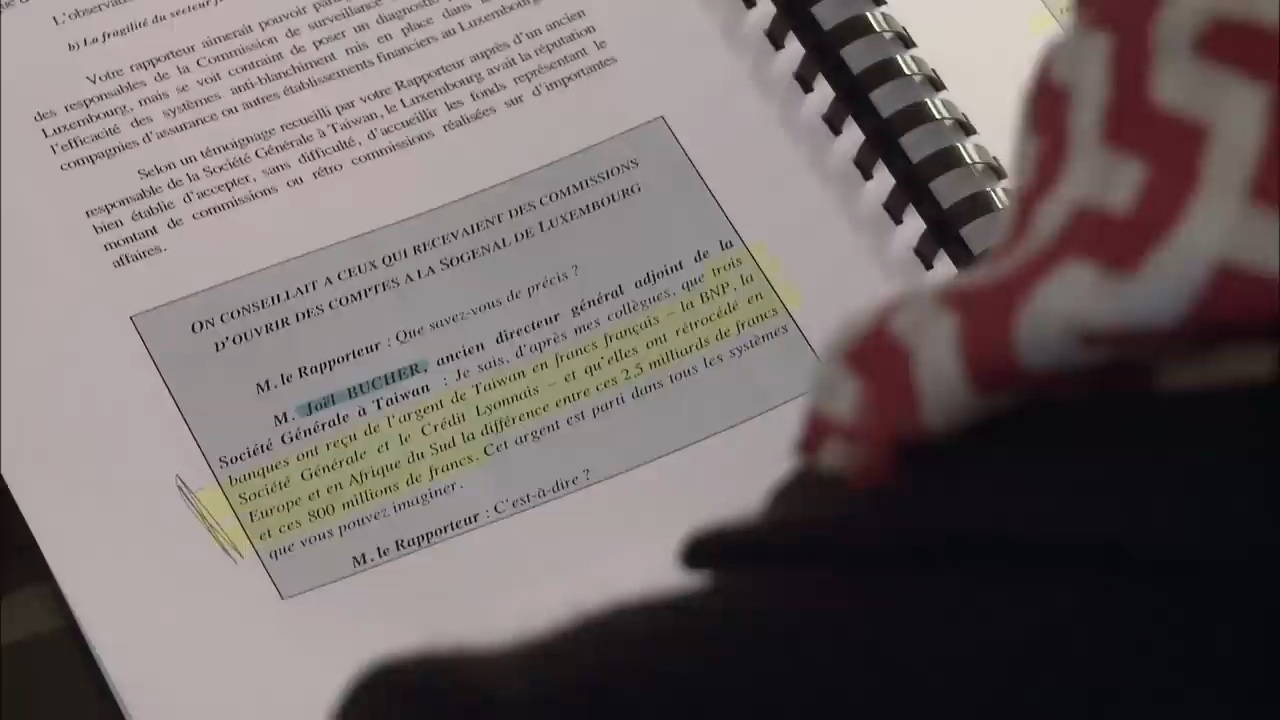 L'observa
b) La fragilité du secteur f
Votre rapporteur aimerait pouvoir
des responsables de la Commission de surveillance
Luxembourg, mais se voit contraint de poser un diagnostic
l'efficacité des systèmes anti-blanchiment mis en place dans
compagnies d'assurance ou autres établissements financiers au Luxembourg
Selon un témoignage recueilli par votre Rapporteur auprès d'un ancien
responsable de la Société Générale à Taiwan, le Luxembourg avait la réputation
bien établie d'accepter, sans difficulté, d'accueillir les fonds représentant le
montant de commissions ou rétro commissions réalisées sur d'importantes
affaires.
ON CONSEILLAIT A CEUX QUI RECEVAIENT DES COMMISSIONS
D'OUVRIR DES COMPTES A LA SOGENAL DE LUXEMBOURG
M. le Rapporteur : Que savez-vous de précis ?
M. Joël BUCHER, ancien directeur général adjoint de la
Société Générale à Taiwan : Je sais, d'après mes collègues, que trois
banques ont reçu de l'argent de Taiwan en francs français – la BNP, la
Société Générale et le Crédit Lyonnais – et qu'elles ont rétrocédé en
Europe et en Afrique du Sud la différence entre ces 2,5 milliards de francs
et ces 800 millions de francs. Cet argent est parti dans tous les systèmes
que vous pouvez imaginer.
M. le Rapporteur : C'est-à-dire ?